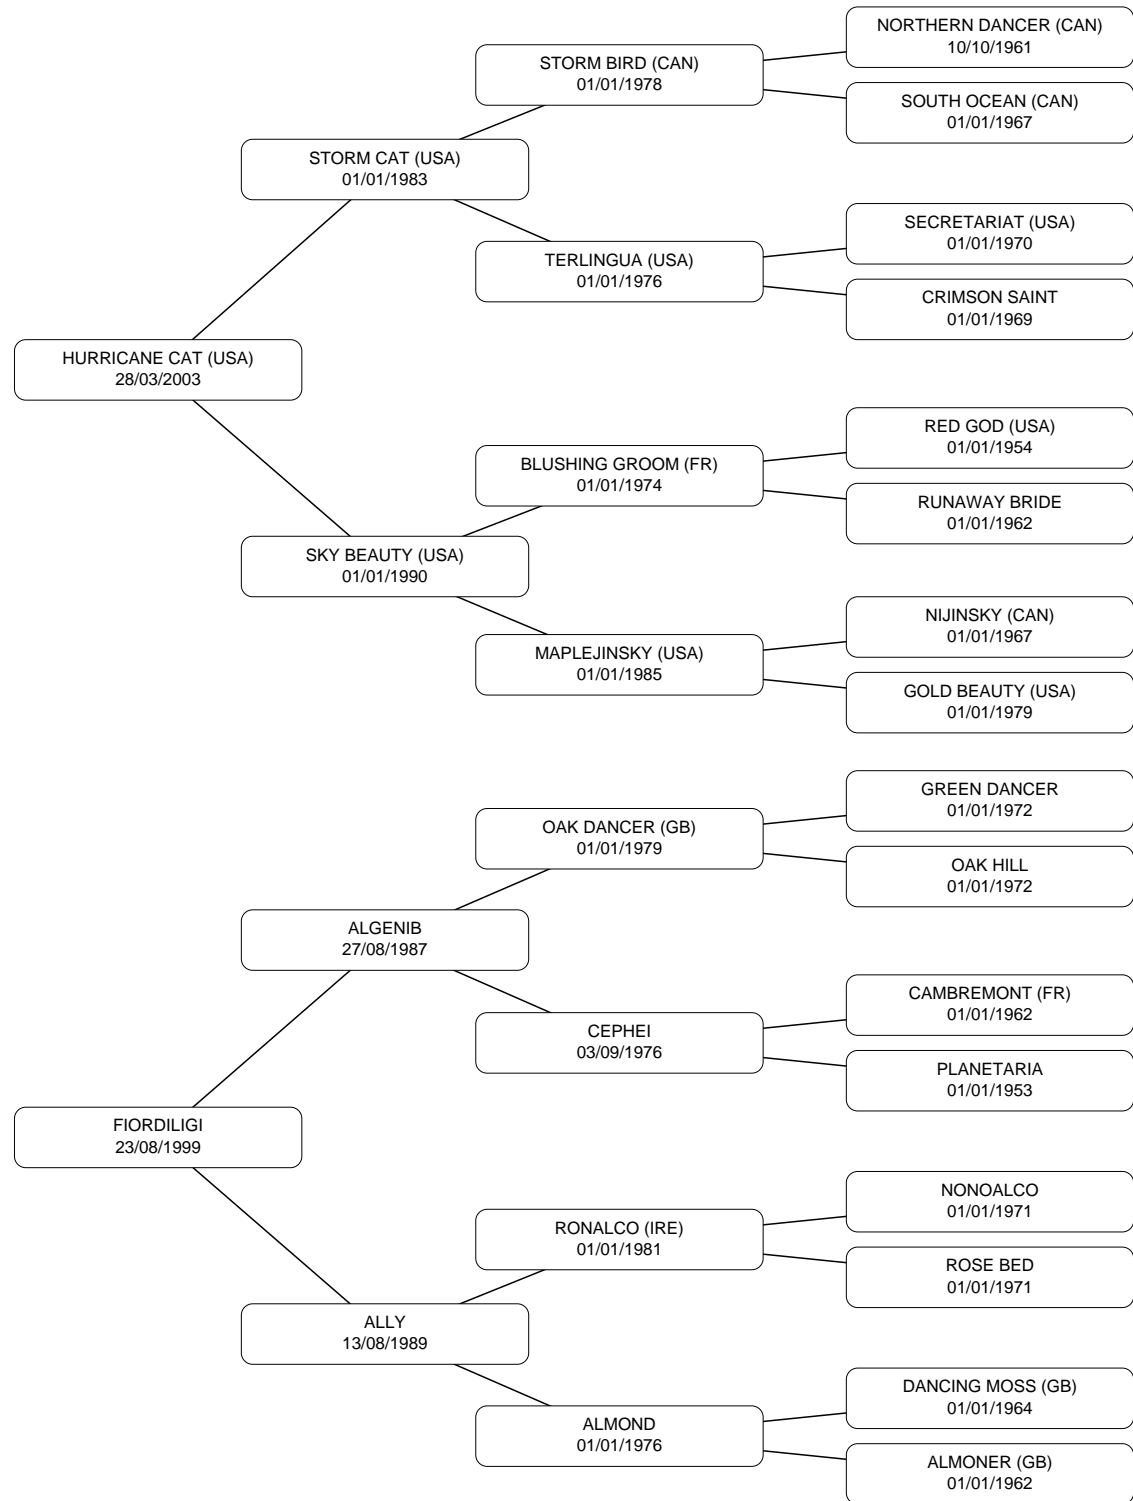 NORTHERN DANCER (CAN)
10/10/1961
STORM BIRD (CAN)
01/01/1978
SOUTH OCEAN (CAN)
01/01/1967
STORM CAT (USA)
01/01/1983
SECRETARIAT (USA)
01/01/1970
TERLINGUA (USA)
01/01/1976
CRIMSON SAINT
01/01/1969
HURRICANE CAT (USA)
28/03/2003
RED GOD (USA)
01/01/1954
BLUSHING GROOM (FR)
01/01/1974
RUNAWAY BRIDE
01/01/1962
SKY BEAUTY (USA)
01/01/1990
NIJINSKY (CAN)
01/01/1967
MAPLEJINSKY (USA)
01/01/1985
GOLD BEAUTY (USA)
01/01/1979
GREEN DANCER
01/01/1972
OAK DANCER (GB)
01/01/1979
OAK HILL
01/01/1972
ALGENIB
27/08/1987
CAMBREMONT (FR)
01/01/1962
CEPHEI
03/09/1976
PLANETARIA
01/01/1953
FIORDILIGI
23/08/1999
NONOALCO
01/01/1971
RONALCO (IRE)
01/01/1981
ROSE BED
01/01/1971
ALLY
13/08/1989
DANCING MOSS (GB)
01/01/1964
ALMOND
01/01/1976
ALMONER (GB)
01/01/1962